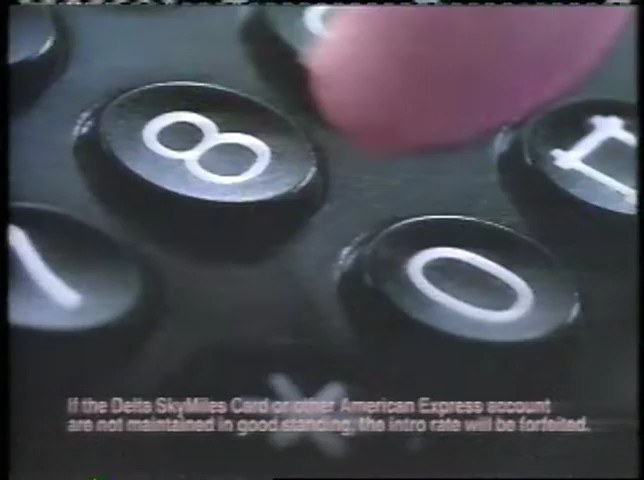 8
0
If the Delta SkyMiles Card or other American Express account
are not maintained in good standing, the intro rate will be forfeited.